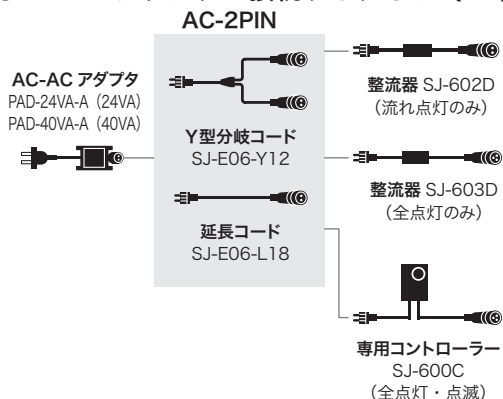 AC-2PIN
AC-AC アダプタ
PAD-24VA-A（24VA）
PAD-40VA-A（40VA）
Y型分岐コード
SJ-E06-Y12
延長コード
SJ-E06-L18
整流器 SJ-602D
（流れ点灯のみ）
整流器 SJ-603D
（全点灯のみ）
専用コントローラー
SJ-600C
（全点灯・点滅）